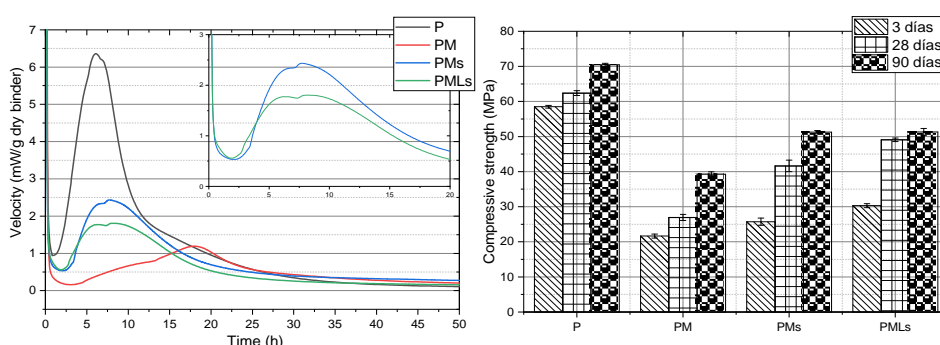 P
PM
PMs
PMLs
Velocity (mW/g dry binder)
7
6
5
4
3
2
1
0
0 5 10 15 20 25 30 35 40 45 50
Time (h)
3
2
1
0
0 5 10 15 20
3 días
28 días
90 días
Compressive strength (MPa)
80
70
60
50
40
30
20
10
0
P PM PMs PMLs